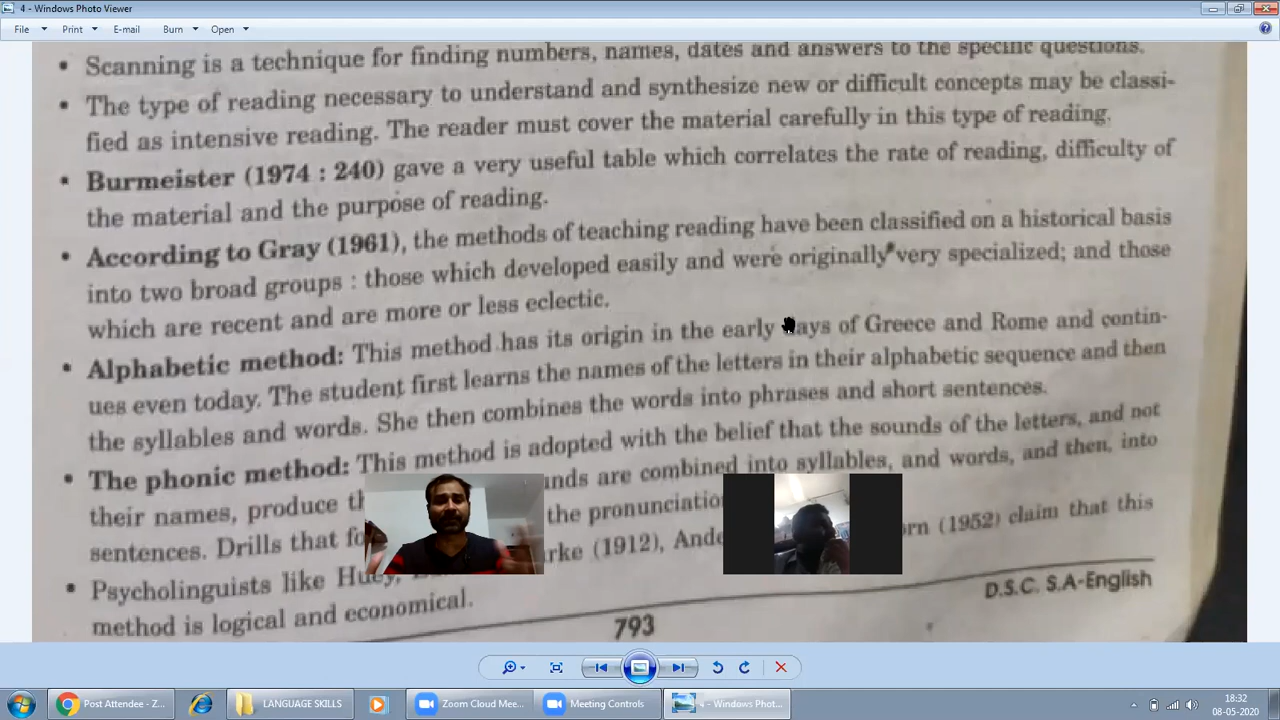 4 - Windows Photo Viewer
File Print E-mail Burn Open
• Scanning is a technique for finding numbers, names, dates and answers to the specific questions.
• The type of reading necessary to understand and synthesize new or difficult concepts may be classi-
fied as intensive reading. The reader must cover the material carefully in this type of reading.
• Burmeister (1974 : 240) gave a very useful table which correlates the rate of reading, difficulty of
the material and the purpose of reading.
• According to Gray (1961), the methods of teaching reading have been classified on a historical basis
into two broad groups : those which developed easily and were originally very specialized; and those
which are recent and are more or less eclectic.
• Alphabetic method: This method has its origin in the early days of Greece and Rome and contin-
ues even today. The student first learns the names of the letters in their alphabetic sequence and then
the syllables and words. She then combines the words into phrases and short sentences.
• The phonic method: This method is adopted with the belief that the sounds of the letters, and not
their names, produce th unds are combined into syllables, and words, and then, into
sentences. Drills that fo the pronunciatio
• Psycholinguists like Huey, rke (1912), Ande orn (1952) claim that this
method is logical and economical.
D.S.C. S.A-English
793
Post Attendee - Z... LANGUAGE SKILLS Zoom Cloud Mee... Meeting Controls 4 - Windows Phot...
18:32
08-05-2020